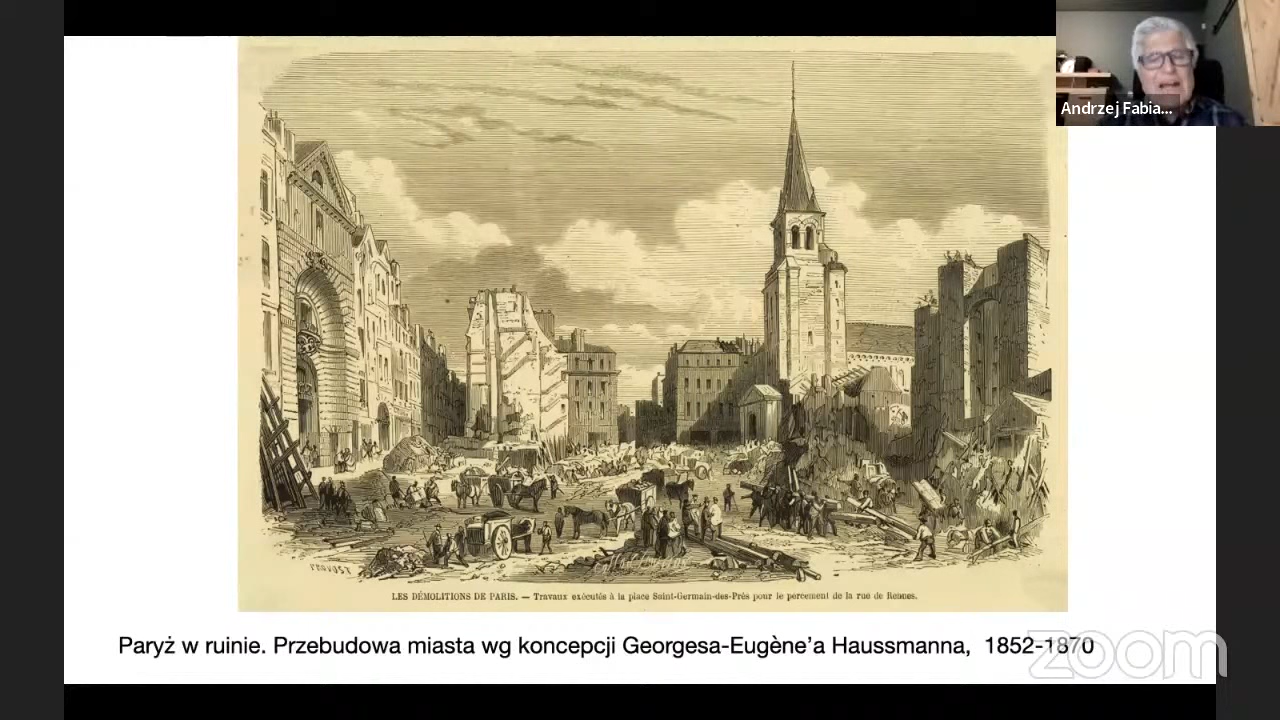 Andrzej Fabia...
PROVOST
LES DÉMOLITIONS DE PARIS. — Travaux exécutés à la place Saint-Germain-des-Prés pour le percement de la rue de Rennes.
Paryż w ruinie. Przebudowa miasta wg koncepcji Georgesa-Eugène’a Haussmanna, 1852-1870
zoom